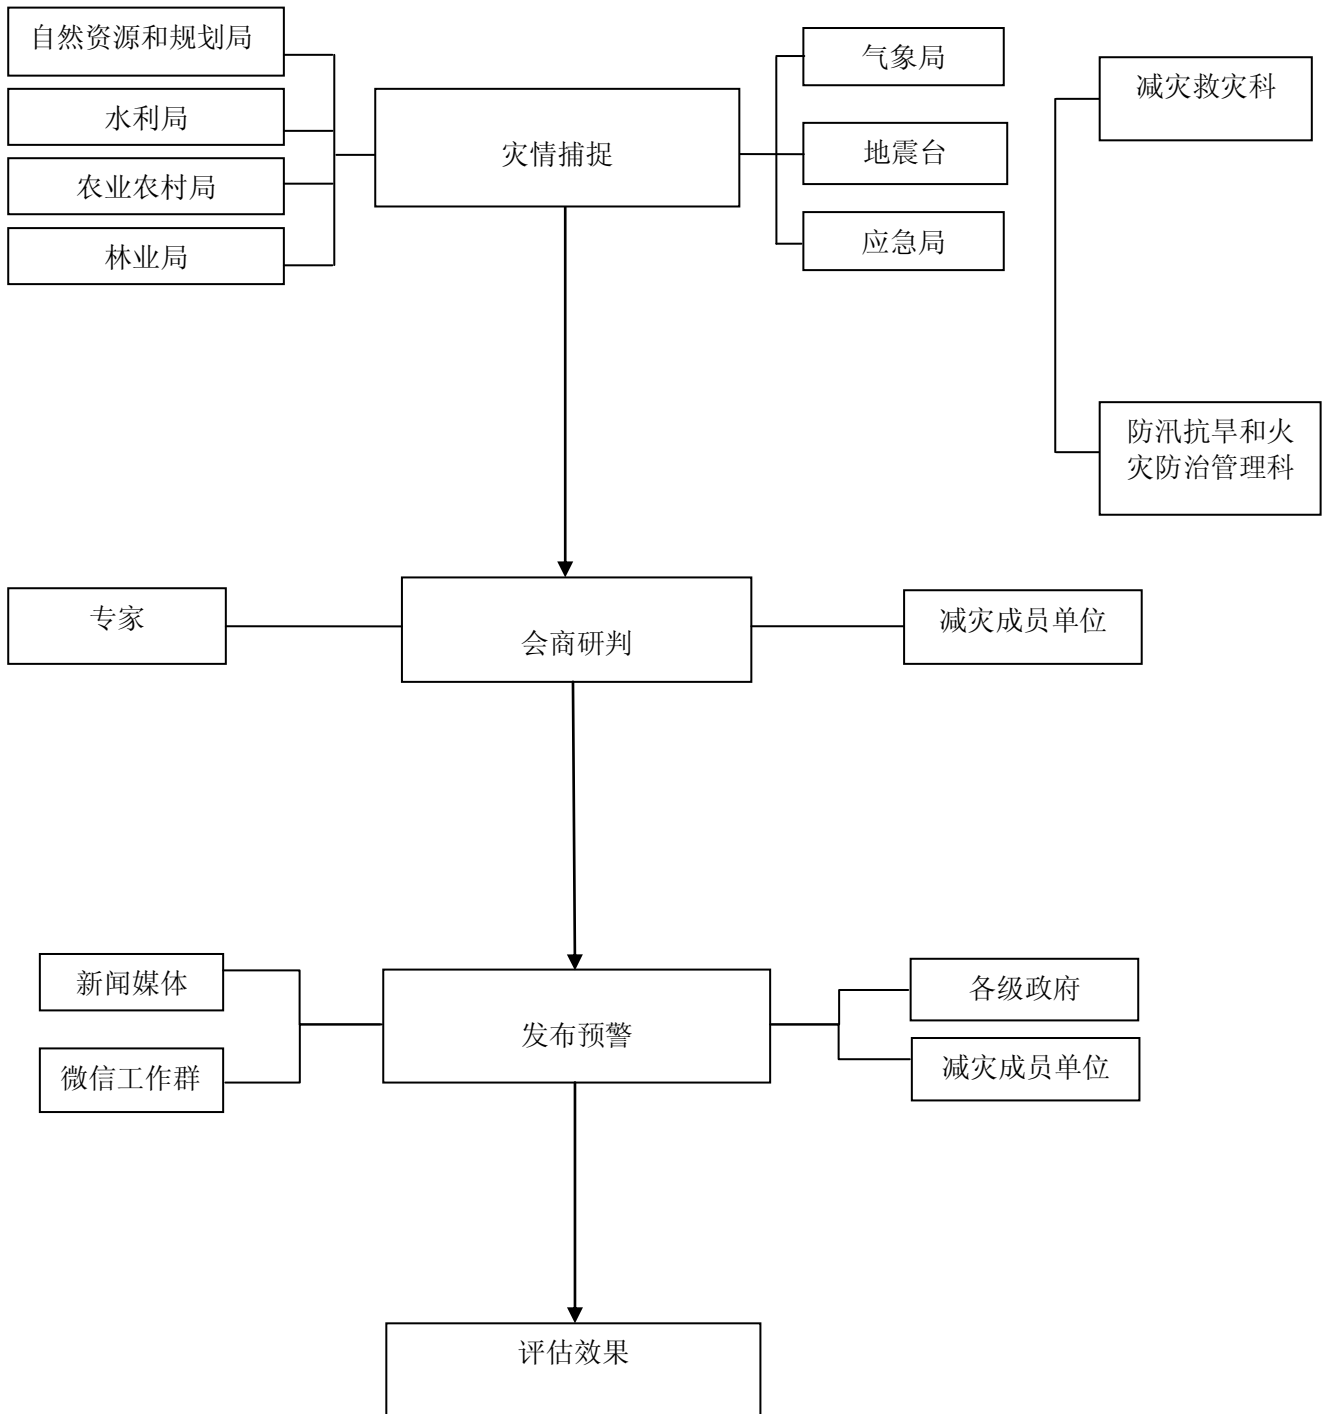 自然资源和规划局
水利局
农业农村局
林业局
灾情捕捉
气象局
地震台
应急局
减灾救灾科
防汛抗旱和火
灾防治管理科
专家
会商研判
减灾成员单位
新闻媒体
微信工作群
发布预警
各级政府
减灾成员单位
评估效果